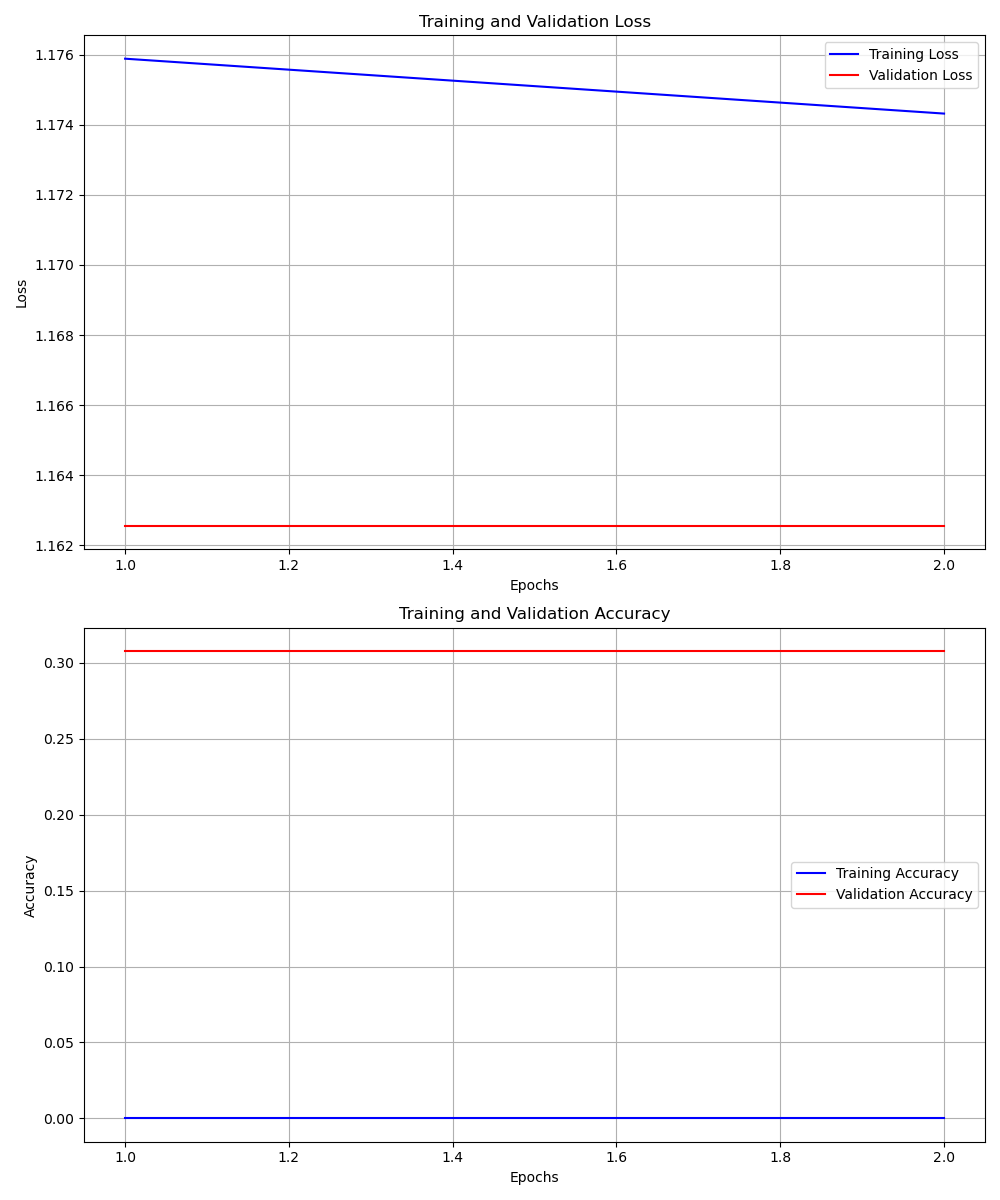 Training and Validation Loss
1.176
1.174
1.172
1.170
1.168
1.166
1.164
1.162
Loss
Training Loss
Validation Loss
1.0 1.2 1.4 1.6 1.8 2.0
Epochs
Training and Validation Accuracy
0.30
0.25
0.20
0.15
0.10
0.05
0.00
Accuracy
Training Accuracy
Validation Accuracy
1.0 1.2 1.4 1.6 1.8 2.0
Epochs